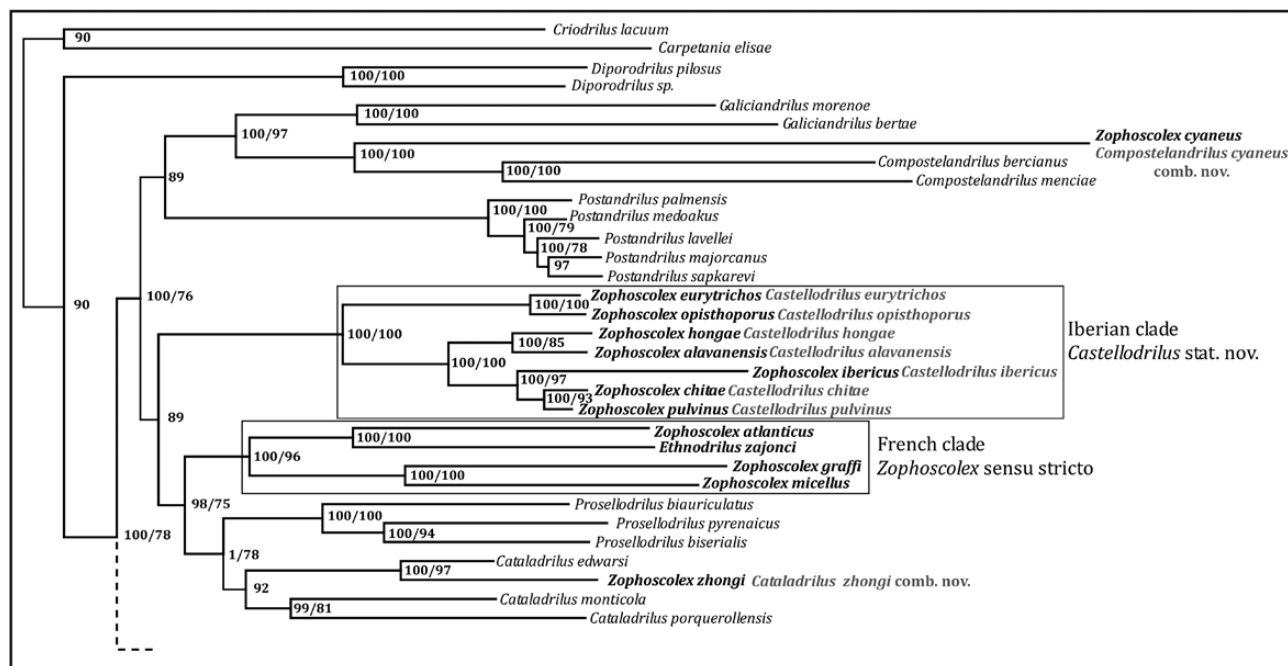 90
Criodrilus lacuum
Carpetania elisae
Diporodrilus pilosus
100/100
Diporodrilus sp.
Galiciandrilus morenoe
100/100
Galiciandrilus bertae
100/97
Zophoscolex cyaneus
100/100
Compostelandrilus cyaneus
comb. nov.
Compostelandrilus bercianus
100/100
Compostelandrilus menciae
89
Postandrilus palmensis
100/100
Postandrilus medoakus
100/79
Postandrilus lavellei
100/78
Postandrilus majorcanus
97
Postandrilus sapkarevi
90
100/76
Zophoscolex eurytrichos Castellodrilus eurytrichos
100/100
Zophoscolex opisthoporus Castellodrilus opisthoporus
100/100
Zophoscolex hongae Castellodrilus hongae
100/85
Zophoscolex alavanensis Castellodrilus alavanensis
100/100
Zophoscolex ibericus Castellodrilus ibericus
100/97
Zophoscolex chitae Castellodrilus chitae
100/93
Zophoscolex pulvinus Castellodrilus pulvinus
Iberian clade
Castellodrilus stat. nov.
89
Zophoscolex atlanticus
100/100
Ethnodrilus zajonci
100/96
Zophoscolex graffi
100/100
Zophoscolex micellus
French clade
Zophoscolex sensu stricto
98/75
100/78
Prosellodrilus biauriculatus
100/100
Prosellodrilus pyrenaicus
100/94
Prosellodrilus biserialis
1/78
Cataladrilus edwarsi
100/97
Zophoscolex zhongi Cataladrilus zhongi comb. nov.
92
Cataladrilus monticola
99/81
Cataladrilus porquerollensis